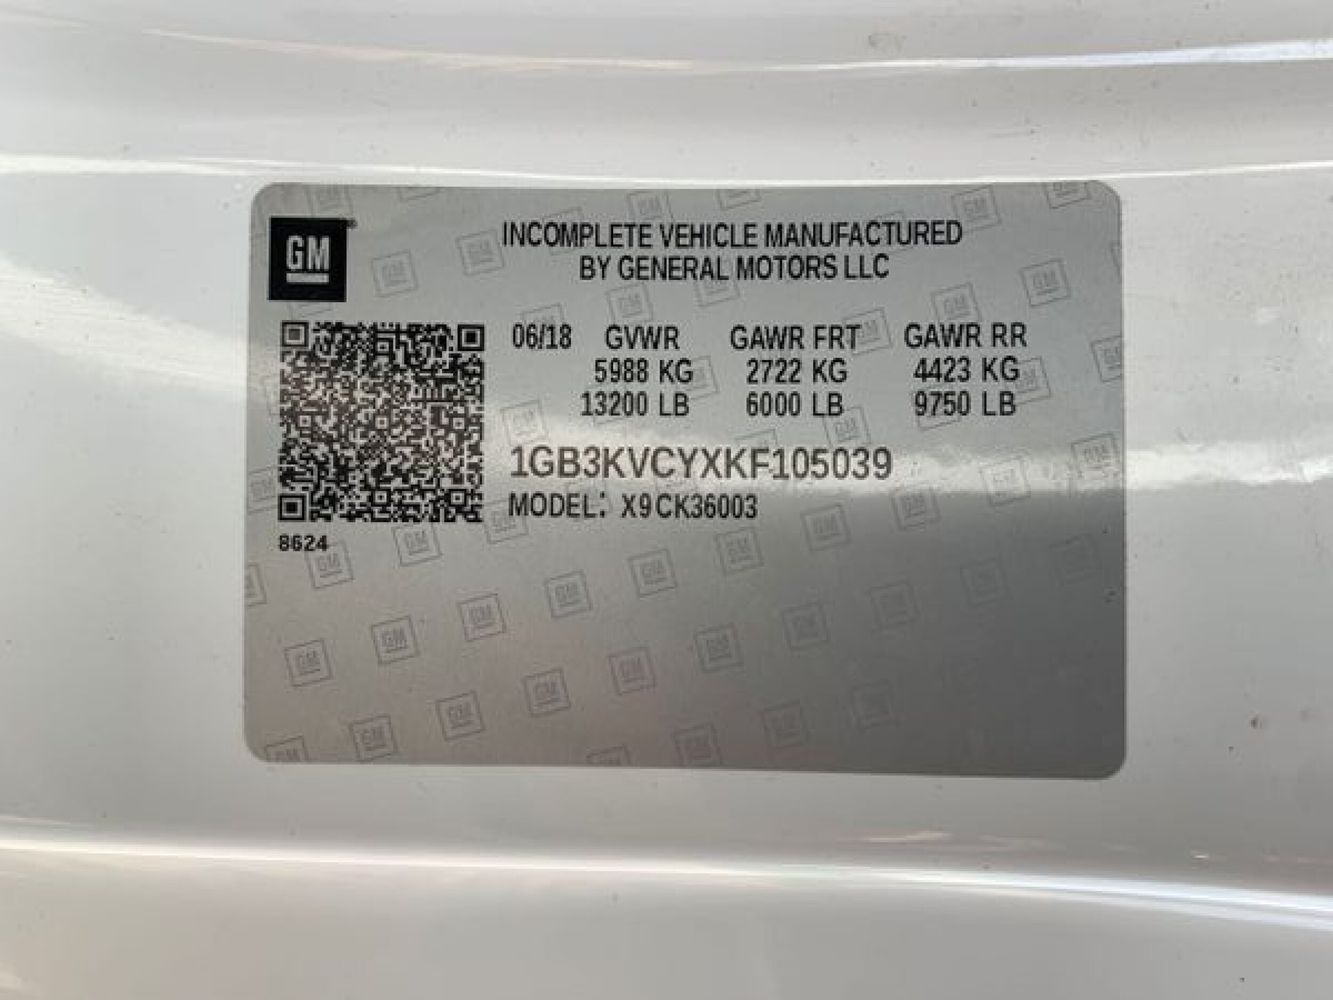 GM
INCOMPLETE VEHICLE MANUFACTURED
BY GENERAL MOTORS LLC
06/18 GVWR GAWR FRT GAWR RR
5988 KG 2722 KG 4423 KG
13200 LB 6000 LB 9750 LB
1GB3KVCYXKF105039
MODEL: X9CK36003
8624